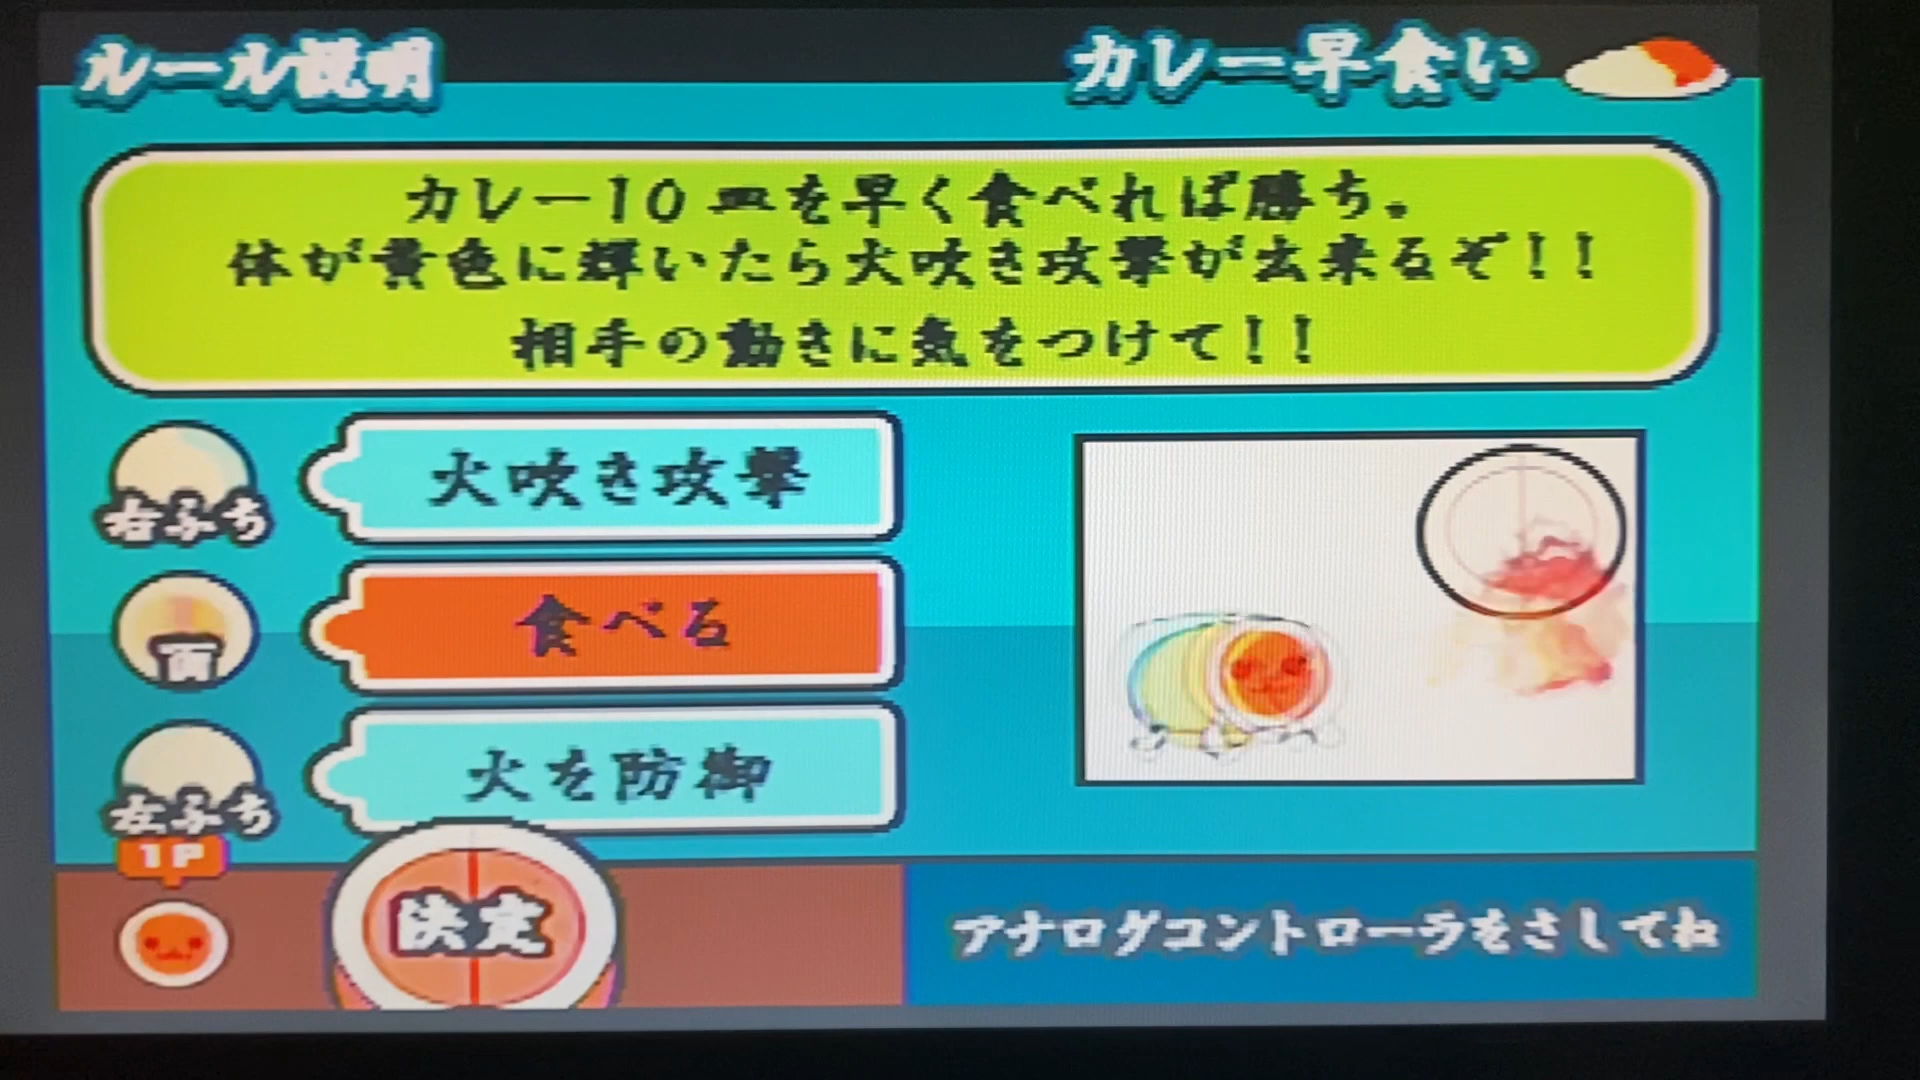 ルール説明
カレー早食い
カレー10皿を早く食べれば勝ち。
体が黄色に輝いたら火吹き攻撃が出来るぞ!!
相手の動きに気をつけて!!
右ふち
火吹き攻撃
面
食べる
左ふち
火を防御
1P
決定
アナログコントローラをさしてね